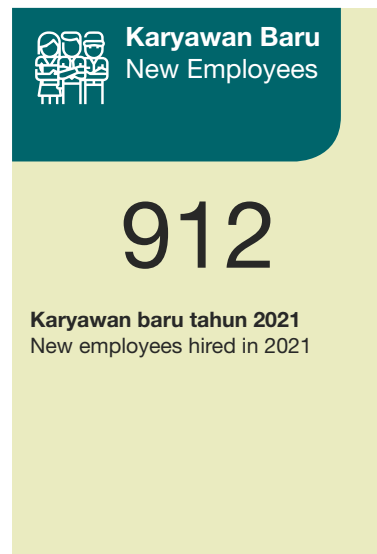 Karyawan Baru
New Employees
912
Karyawan baru tahun 2021
New employees hired in 2021